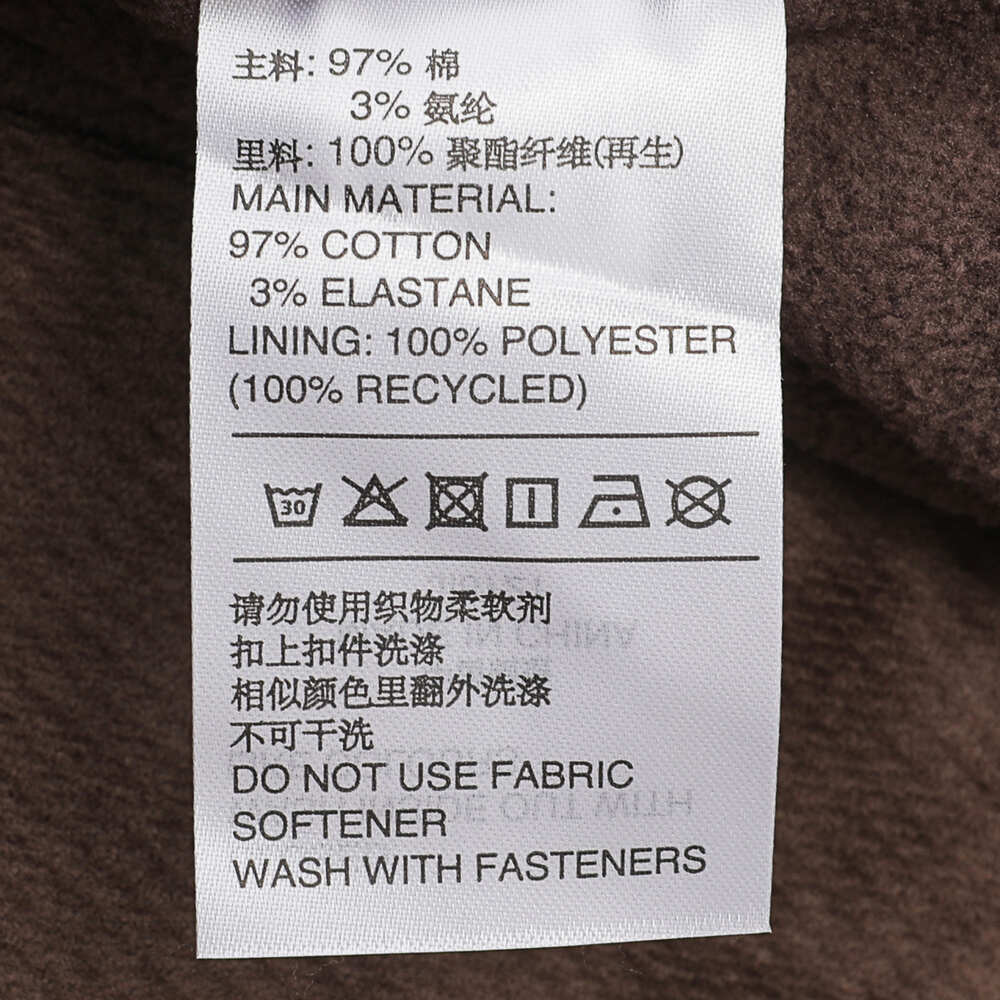 主料: 97% 棉
3% 氨纶
里料: 100% 聚酯纤维(再生)
MAIN MATERIAL:
97% COTTON
3% ELASTANE
LINING: 100% POLYESTER
(100% RECYCLED)
30
请勿使用织物柔软剂
扣上扣件洗涤
相似颜色里翻外洗涤
不可干洗
DO NOT USE FABRIC
SOFTENER
WASH WITH FASTENERS